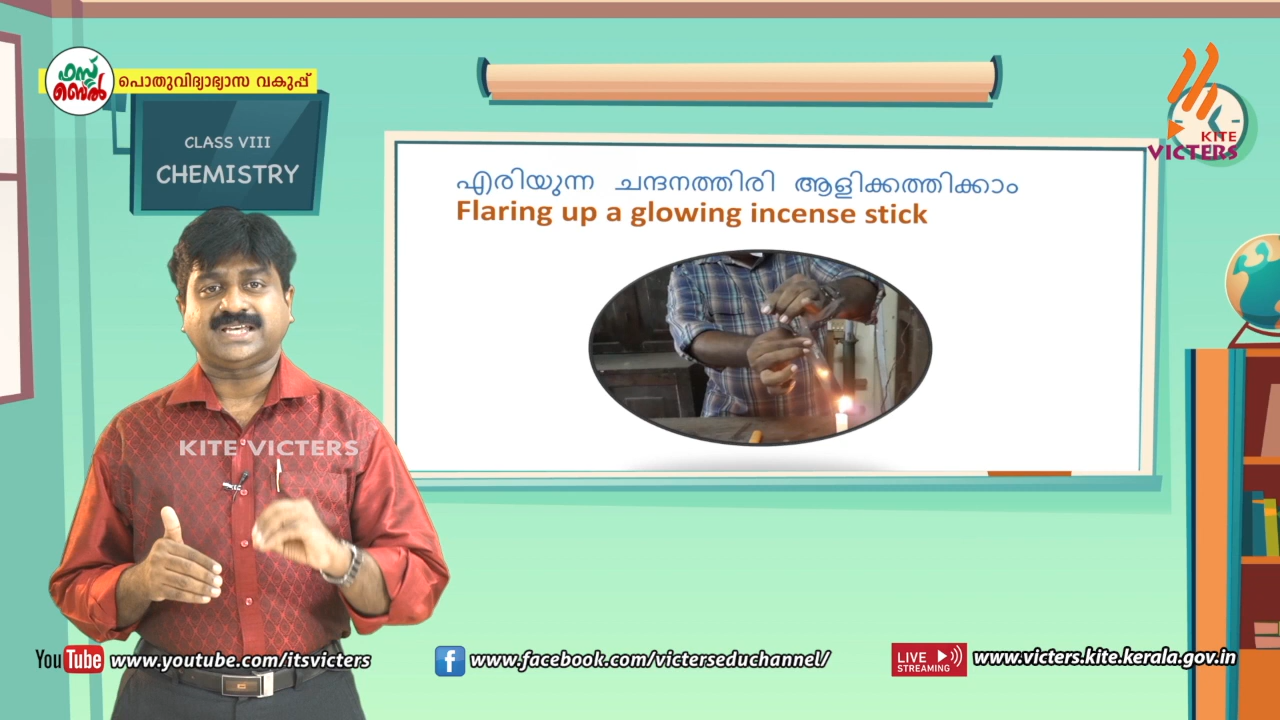 ഫസ്റ്റ്
ബെൽ
പൊതുവിദ്യാഭ്യാസ വകുപ്പ്
CLASS VIII
CHEMISTRY
KITE
VICTERS
എരിയുന്ന ചന്ദനത്തിരി ആളിക്കത്തിക്കാം
Flaring up a glowing incense stick
KITE VICTERS
YouTube www.youtube.com/itsvicters
f www.facebook.com/victerseduchannel/
LIVE
STREAMING
www.victers.kite.kerala.gov.in